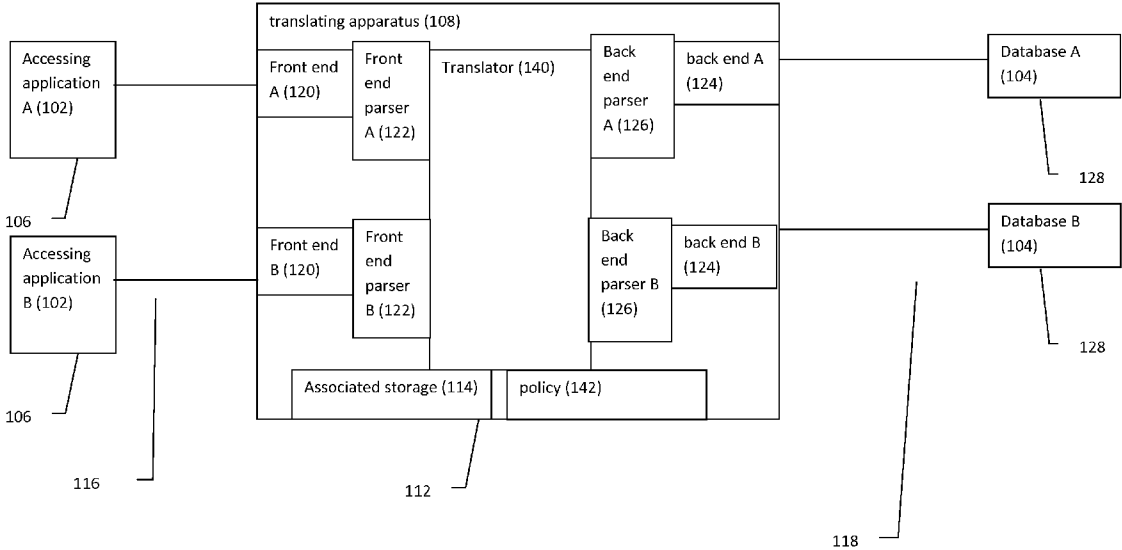 translating apparatus (108)
Accessing
application
A (102)
Front end
A (120)
Front
end
parser
A (122)
Translator (140)
Back
end
parser
A (126)
back end A
(124)
Database A
(104)
106
128
Accessing
application
B (102)
Front end
B (120)
Front
end
parser
B (122)
Back
end
parser B
(126)
back end B
(124)
Database B
(104)
106
128
Associated storage (114)
policy (142)
116
112
118